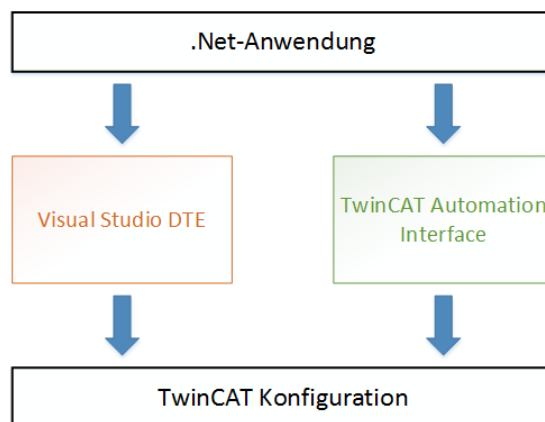 .Net-Anwendung
Visual Studio DTE
TwinCAT Automation
Interface
TwinCAT Konfiguration